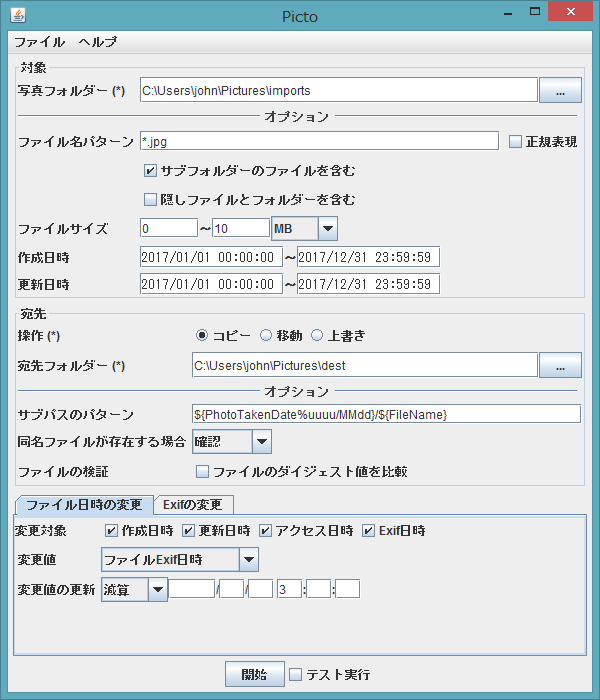 Picto
ファイル ヘルプ
対象
写真フォルダー (*) C:\Users\john\Pictures\imports ...
オプション
ファイル名パターン *.jpg 正規表現
サブフォルダーのファイルを含む
隠しファイルとフォルダーを含む
ファイルサイズ 0 ～ 10 MB
作成日時 2017/01/01 00:00:00 ～ 2017/12/31 23:59:59
更新日時 2017/01/01 00:00:00 ～ 2017/12/31 23:59:59
宛先
操作 (*) コピー 移動 上書き
宛先フォルダー (*) C:\Users\john\Pictures\dest ...
オプション
サブパスのパターン ${PhotoTakenDate%uuuu/MMdd}/${FileName}
同名ファイルが存在する場合 確認
ファイルの検証 ファイルのダイジェスト値を比較
ファイル日時の変更 Exifの変更
変更対象 作成日時 更新日時 アクセス日時 Exif日時
変更値 ファイルExif日時
変更値の更新 減算 / / 3 : :
開始 テスト実行